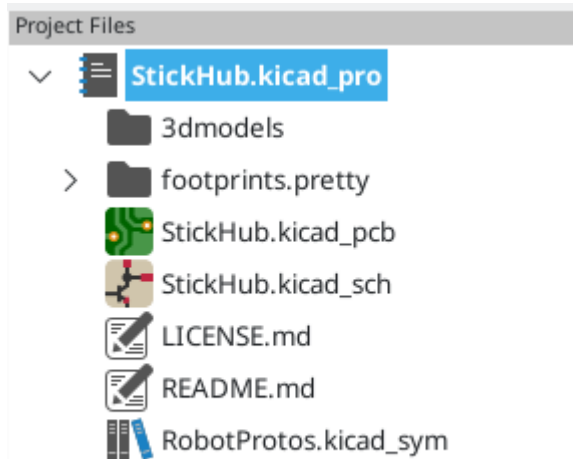 Project Files
StickHub.kicad_pro
3dmodels
footprints.pretty
StickHub.kicad_pcb
StickHub.kicad_sch
LICENSE.md
README.md
RobotProtos.kicad_sym